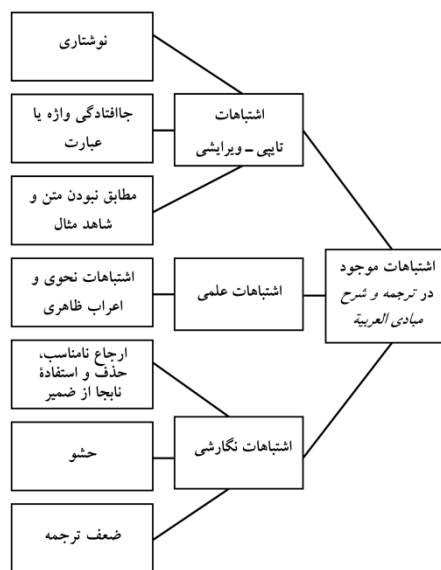 اشتباهات موجود
در ترجمه و شرح
مبادی العربیة
اشتباهات
تایپی ـ ویرایشی
نوشتاری
جاافتادگی واژه یا
عبارت
مطابق نبودن متن و
شاهد مثال
اشتباهات علمی
اشتباهات نحوی و
اعراب ظاهری
اشتباهات نگارشی
ارجاع نامناسب،
حذف و استفادهٔ
نابجا از ضمیر
حشو
ضعف ترجمه